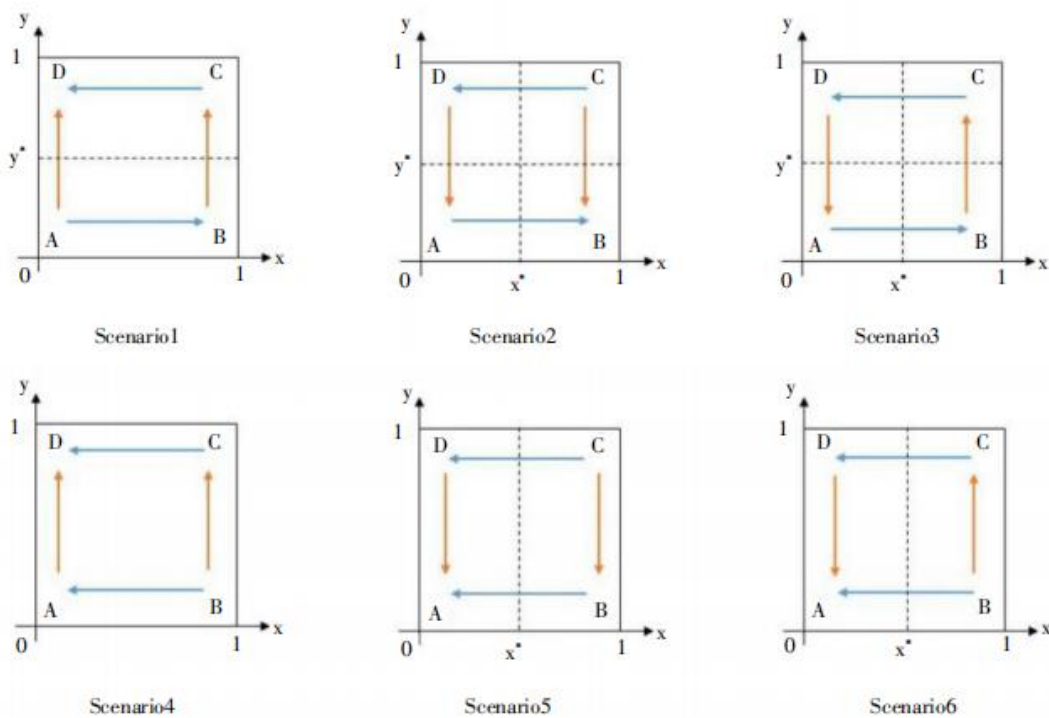 y y y
1 D C 1 D C 1 D C
y* y* y*
A B A B A B
0 1 x 0 x* 1 x 0 x* 1 x
Scenario1 Scenario2 Scenario3
y y y
1 D C 1 D C 1 D C
A B A B A B
0 1 x 0 x* 1 x 0 x* 1 x
Scenario4 Scenario5 Scenario6